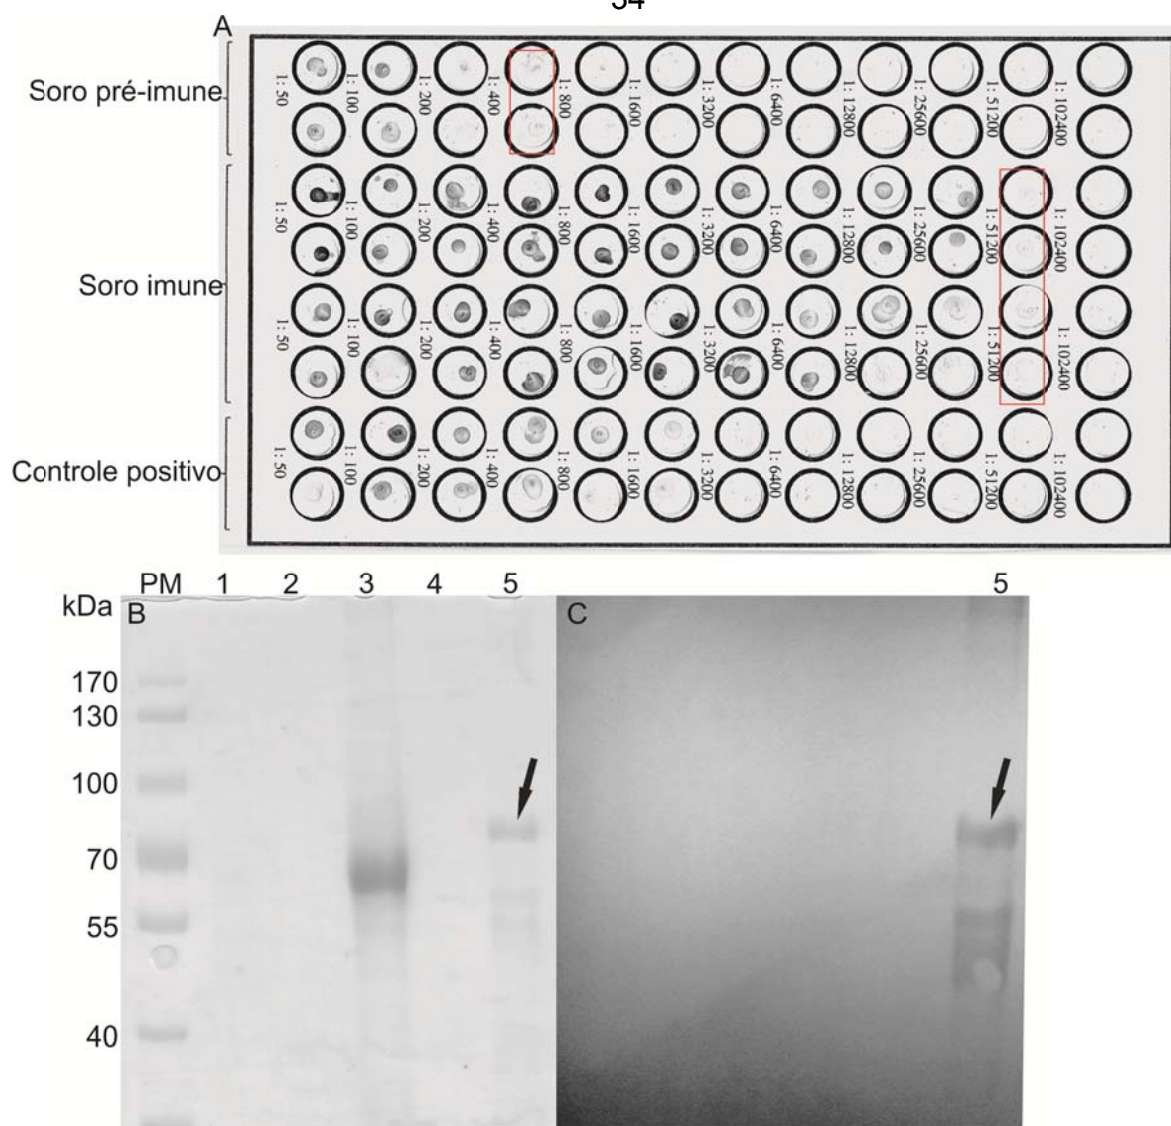 A
Soro pré-imune
1: 50 1: 100 1: 200 1: 400 1: 800 1: 1600 1: 3200 1: 6400 1: 12800 1: 25600 1: 51200 1: 102400
Soro imune
1: 50 1: 100 1: 200 1: 400 1: 800 1: 1600 1: 3200 1: 6400 1: 12800 1: 25600 1: 51200 1: 102400
1: 50 1: 100 1: 200 1: 400 1: 800 1: 1600 1: 3200 1: 6400 1: 12800 1: 25600 1: 51200 1: 102400
Controle positivo
1: 50 1: 100 1: 200 1: 400 1: 800 1: 1600 1: 3200 1: 6400 1: 12800 1: 25600 1: 51200 1: 102400
PM 1 2 3 4 5 5
kDa B C
170
130
100
70
55
40